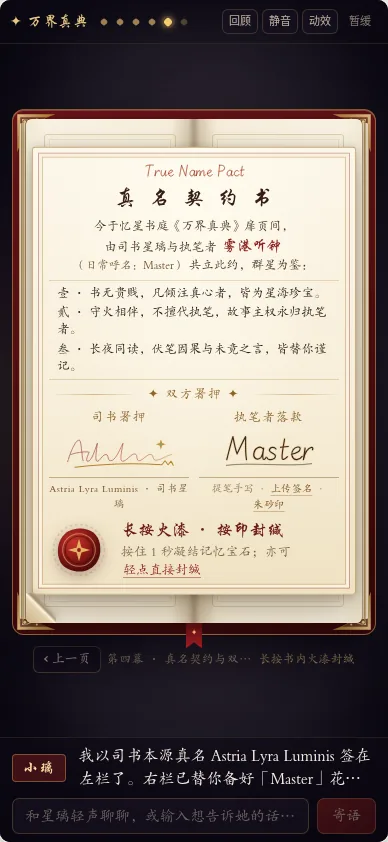 ✦ 万界真典
回顾 静音 动效 暂缓
True Name Pact
真名契约书
今于忆星书庭《万界真典》扉页间，
由司书星璃与执笔者 雾港听钟
（日常呼名：Master）共立此约，群星为鉴：
壹 · 书无贵贱，凡倾注真心者，皆为星海珍宝。
贰 · 守火相伴，不擅代执笔，故事主权永归执笔
者。
叁 · 长夜同读，伏笔因果与未竟之言，皆替你谨
记。
✦ 双方署押 ✦
司书署押 执笔者落款
Master
Astria Lyra Luminis · 司书星
璃
提笔手写 · 上传签名 ·
朱砂印
长按火漆 · 按印封缄
按住 1 秒凝结记忆宝石；亦可
轻点直接封缄
‹ 上一页 第四幕 · 真名契约与双⋯ 长按书内火漆封缄
小璃
我以司书本源真名 Astria Lyra Luminis 签在
左栏了。右栏已替你备好「Master」花⋯
和星璃轻声聊聊，或输入想告诉她的话⋯ 寄语